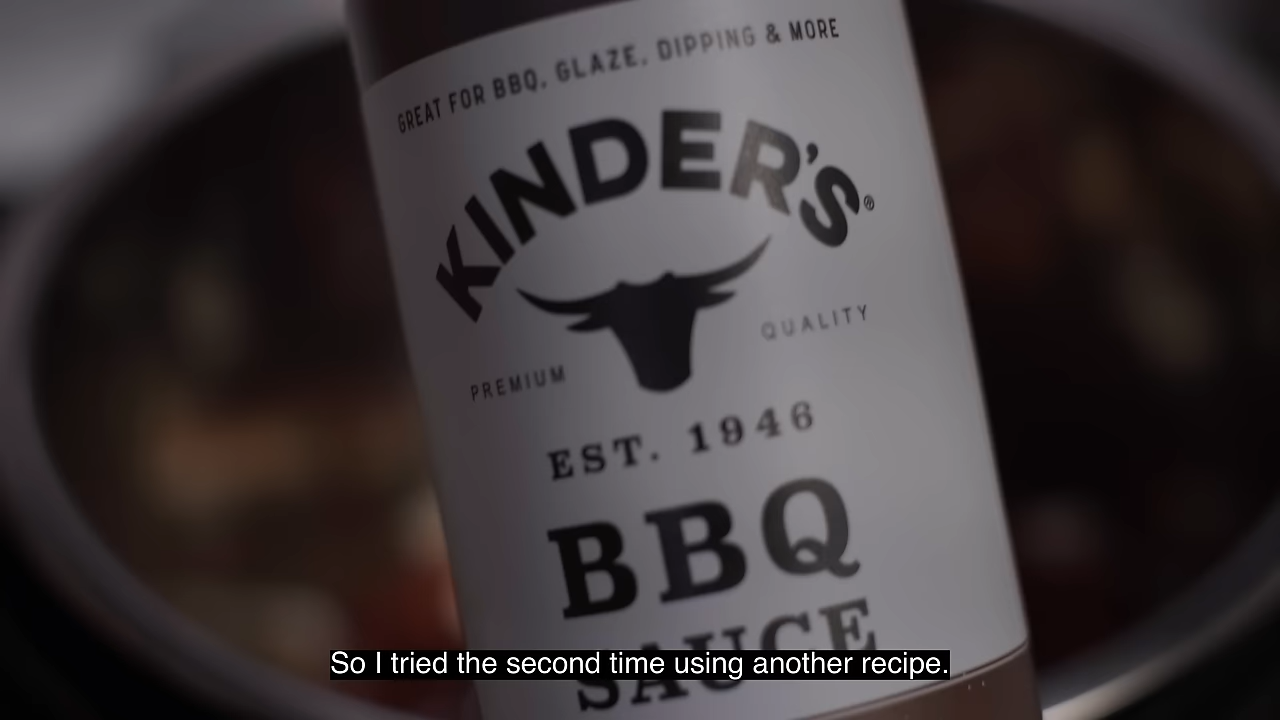 GREAT FOR BBQ, GLAZE, DIPPING & MORE
KINDER'S®
PREMIUM QUALITY
EST. 1946
BBQ
SAUCE
So I tried the second time using another recipe.